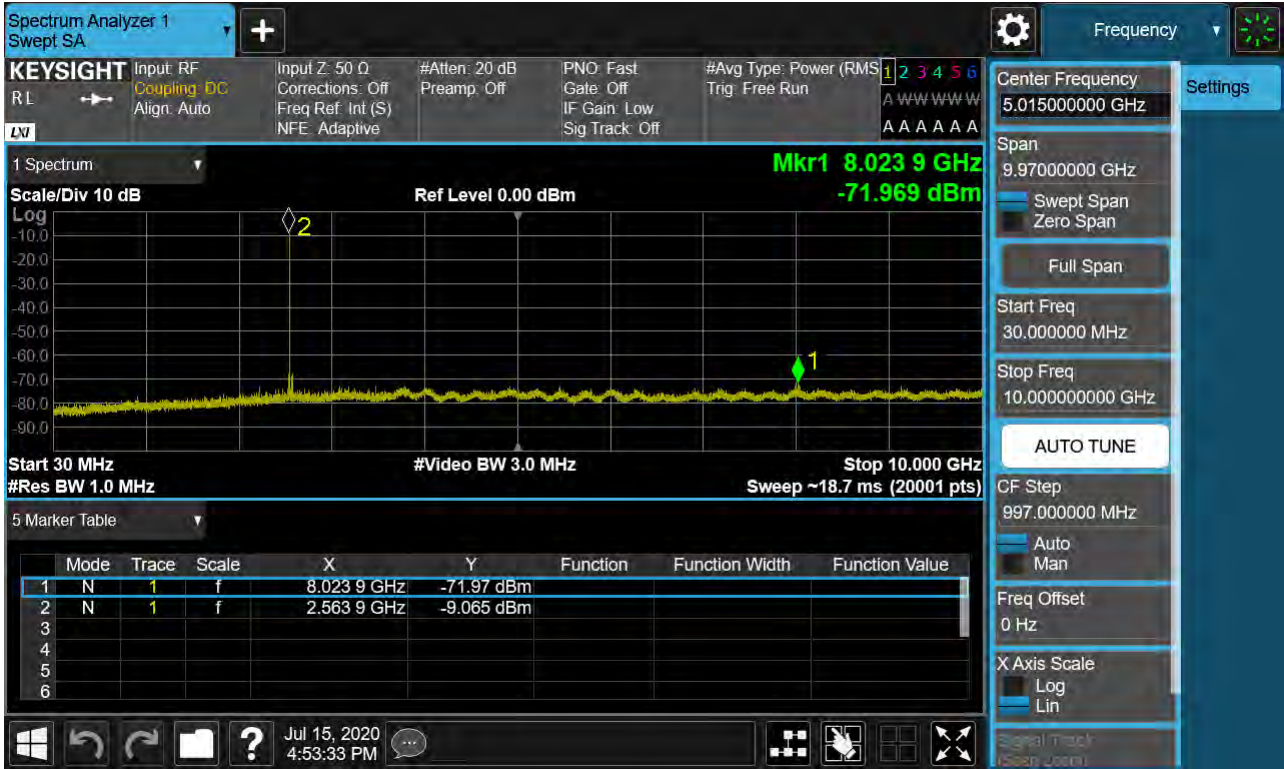 Spectrum Analyzer 1
Swept SA
+
Frequency
KEYSIGHT
R L
LXI
Input: RF
Coupling: DC
Align: Auto
Input Z: 50 Ω
Corrections: Off
Freq Ref: Int (S)
NFE: Adaptive
#Atten: 20 dB
Preamp: Off
PNO: Fast
Gate: Off
IF Gain: Low
Sig Track: Off
#Avg Type: Power (RMS
Trig: Free Run
1 2 3 4 5 6
A W W W W W
A A A A A A
1 Spectrum
Mkr1 8.023 9 GHz
-71.969 dBm
Scale/Div 10 dB
Ref Level 0.00 dBm
Log
-10.0
-20.0
-30.0
-40.0
-50.0
-60.0
-70.0
-80.0
-90.0
2
1
Start 30 MHz
#Video BW 3.0 MHz
Stop 10.000 GHz
#Res BW 1.0 MHz
Sweep ~18.7 ms (20001 pts)
5 Marker Table
Mode Trace Scale X Y Function Function Width Function Value
1 N 1 f 8.023 9 GHz -71.97 dBm
2 N 1 f 2.563 9 GHz -9.065 dBm
3
4
5
6
Jul 15, 2020
4:53:33 PM
Center Frequency
5.015000000 GHz
Settings
Span
9.97000000 GHz
Swept Span
Zero Span
Full Span
Start Freq
30.000000 MHz
Stop Freq
10.000000000 GHz
AUTO TUNE
CF Step
997.000000 MHz
Auto
Man
Freq Offset
0 Hz
X Axis Scale
Log
Lin
Signal Track
(Span Zoom)